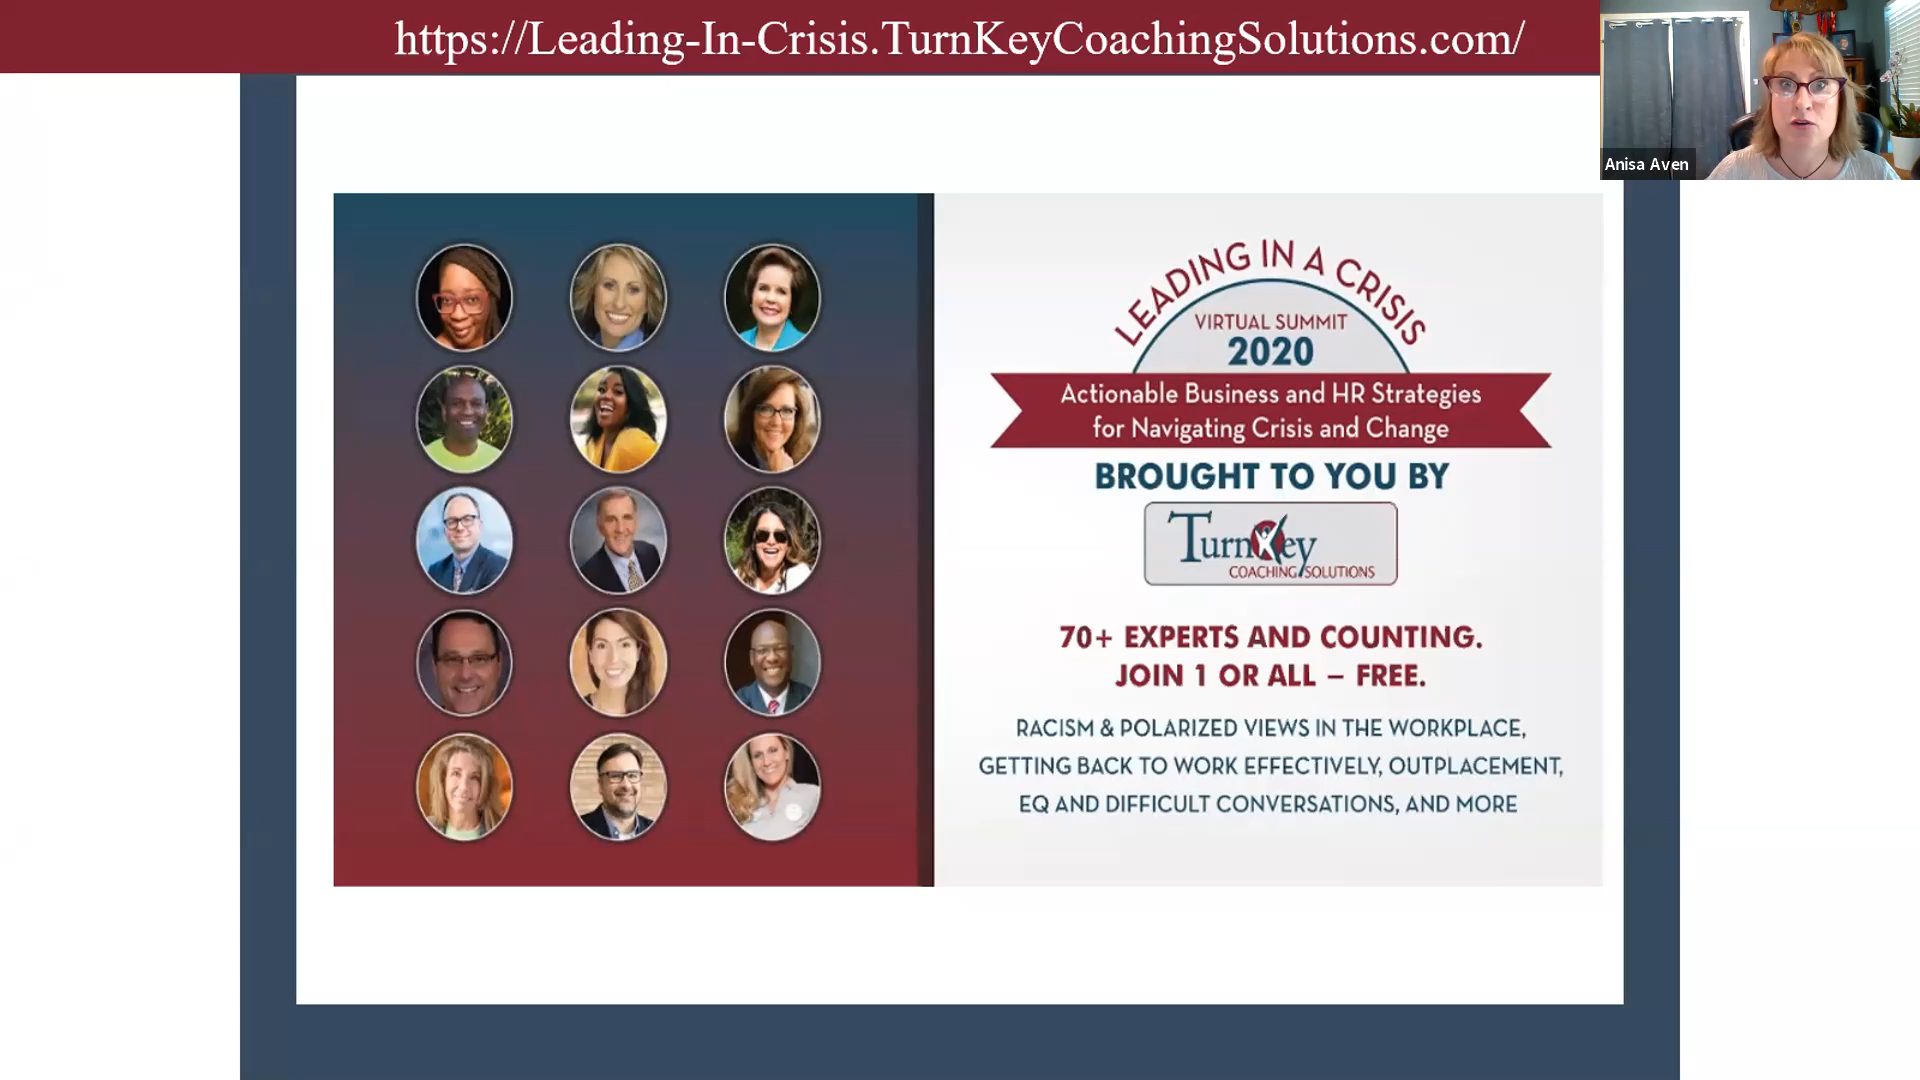 https://Leading-In-Crisis.TurnKeyCoachingSolutions.com/
Anisa Aven
LEADING IN A CRISIS
VIRTUAL SUMMIT
2020
Actionable Business and HR Strategies
for Navigating Crisis and Change
BROUGHT TO YOU BY
TurnKey
COACHING SOLUTIONS
70+ EXPERTS AND COUNTING.
JOIN 1 OR ALL – FREE.
RACISM & POLARIZED VIEWS IN THE WORKPLACE,
GETTING BACK TO WORK EFFECTIVELY, OUTPLACEMENT,
EQ AND DIFFICULT CONVERSATIONS, AND MORE